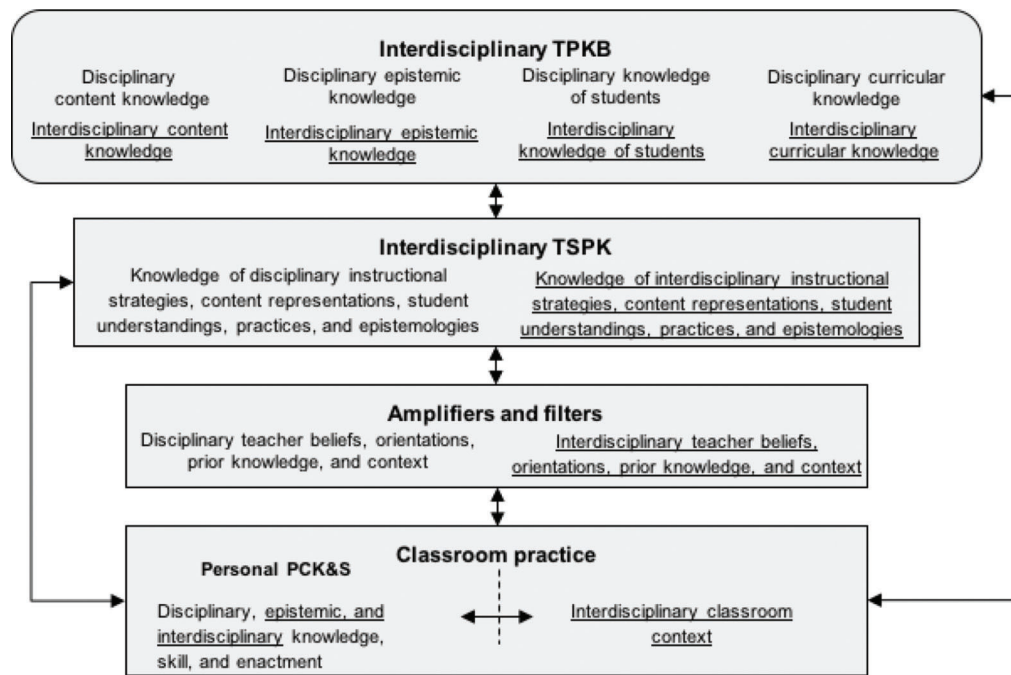 Interdisciplinary TPKB
Disciplinary
content knowledge
Interdisciplinary content
knowledge
Disciplinary epistemic
knowledge
Interdisciplinary epistemic
knowledge
Disciplinary knowledge
of students
Interdisciplinary
knowledge of students
Disciplinary curricular
knowledge
Interdisciplinary
curricular knowledge
Interdisciplinary TSPK
Knowledge of disciplinary instructional
strategies, content representations, student
understandings, practices, and epistemologies
Knowledge of interdisciplinary instructional
strategies, content representations, student
understandings, practices, and epistemologies
Amplifiers and filters
Disciplinary teacher beliefs, orientations,
prior knowledge, and context
Interdisciplinary teacher beliefs,
orientations, prior knowledge, and context
Classroom practice
Personal PCK&S
Disciplinary, epistemic, and
interdisciplinary knowledge,
skill, and enactment
Interdisciplinary classroom
context